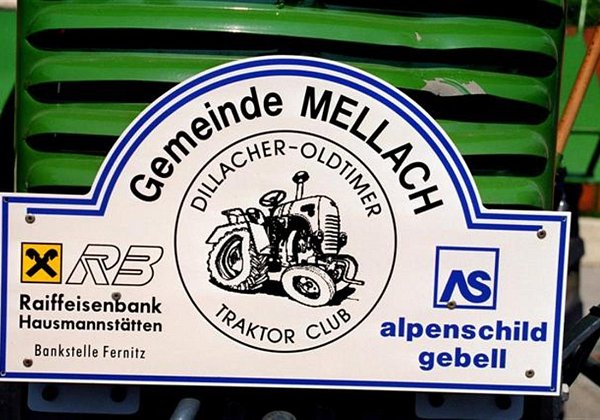 Gemeinde MELLACH
DILLACHER-OLDTIMER
TRAKTOR CLUB
RB
Raiffeisenbank
Hausmannstätten
Bankstelle Fernitz
AS
alpenschild
gebell